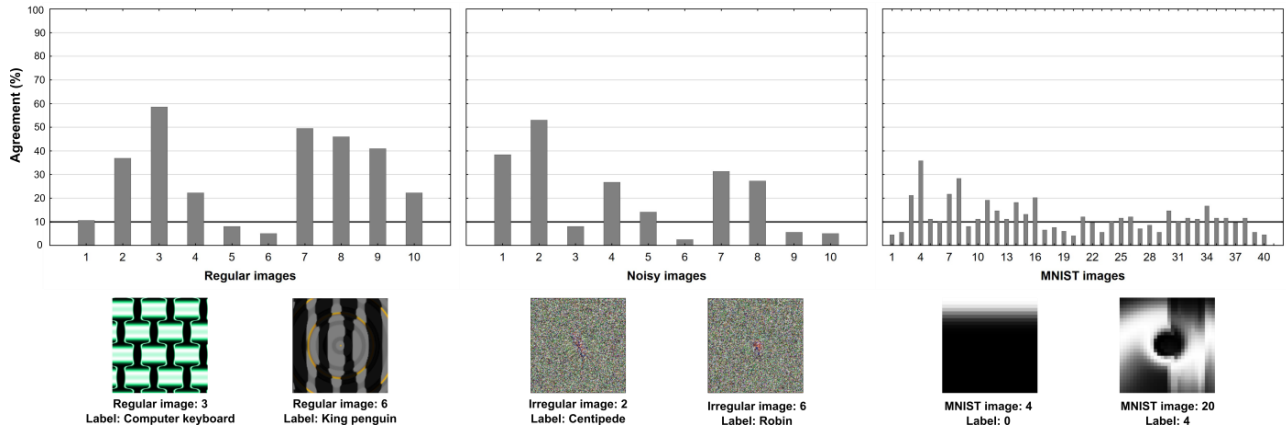 Agreement (%)
100
90
80
70
60
50
40
30
20
10
0
1 2 3 4 5 6 7 8 9 10
Regular images
1 2 3 4 5 6 7 8 9 10
Noisy images
1 4 7 10 13 16 19 22 25 28 31 34 37 40
MNIST images
Regular image: 3
Label: Computer keyboard
Regular image: 6
Label: King penguin
Irregular image: 2
Label: Centipede
Irregular image: 6
Label: Robin
MNIST image: 4
Label: 0
MNIST image: 20
Label: 4